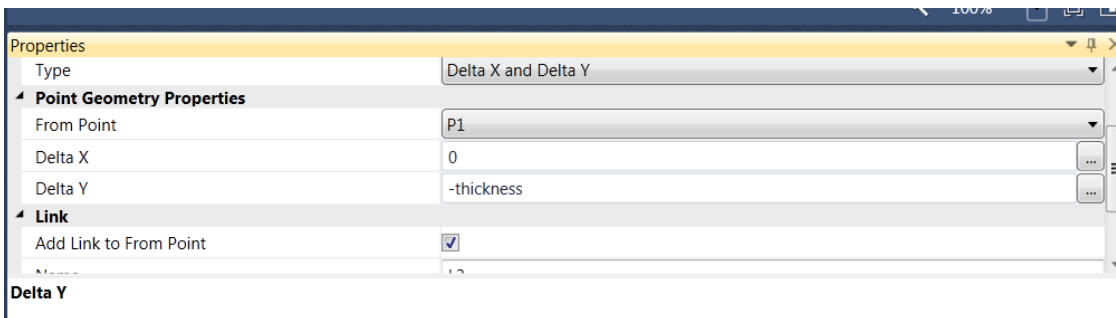 100%
Properties
Type Delta X and Delta Y
Point Geometry Properties
From Point P1
Delta X 0 ...
Delta Y -thickness ...
Link
Add Link to From Point
Delta Y